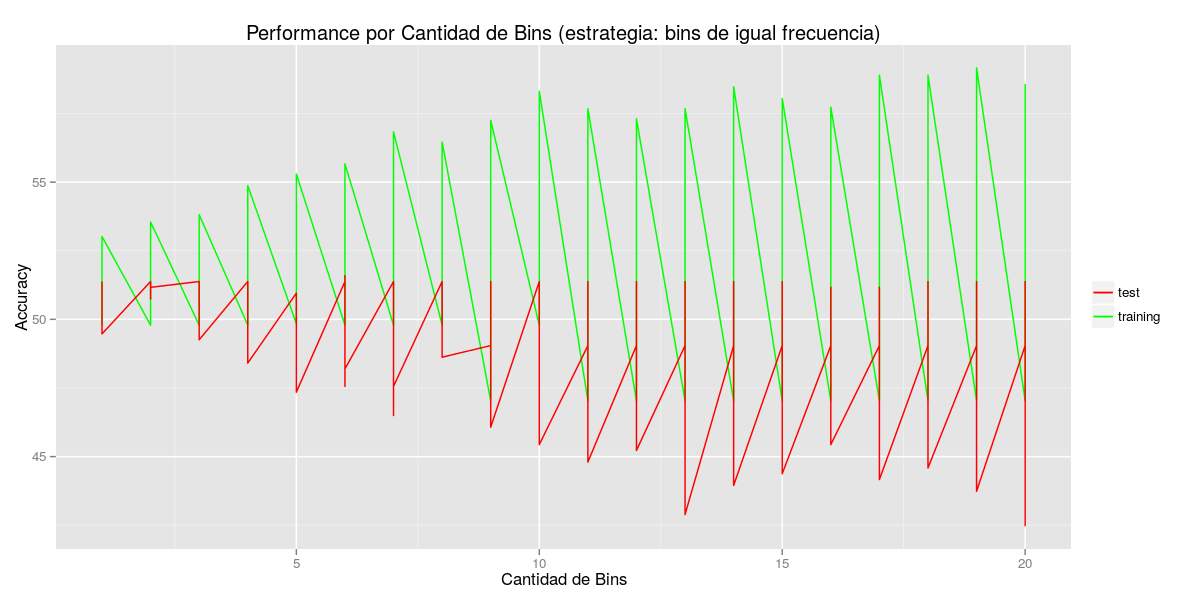 Performance por Cantidad de Bins (estrategia: bins de igual frecuencia)
Accuracy
55
50
45
5
10
15
20
Cantidad de Bins
test
training